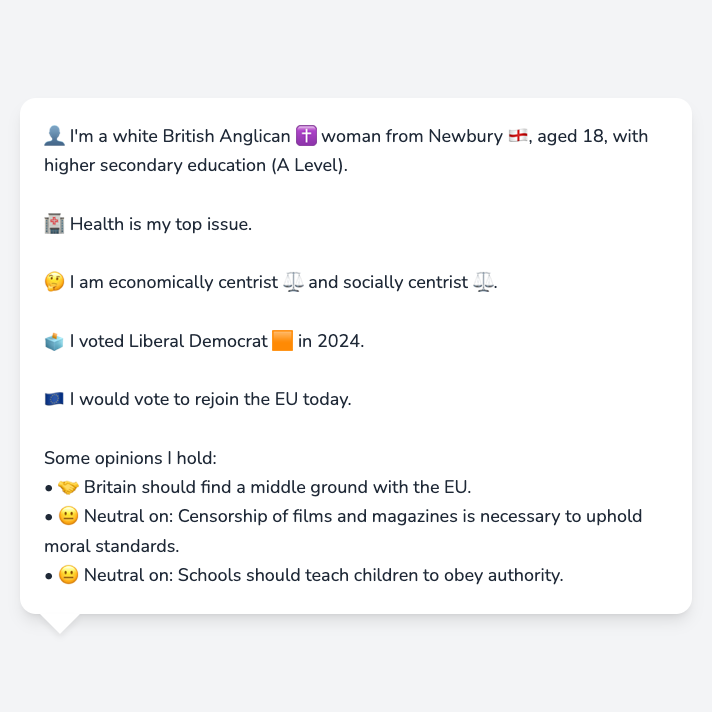 👤 I'm a white British Anglican ✝️ woman from Newbury 🏴󠁧󠁢󠁥󠁮󠁧󠁿, aged 18, with
higher secondary education (A Level).
🏥 Health is my top issue.
🤔 I am economically centrist ⚖️ and socially centrist ⚖️.
🗳️ I voted Liberal Democrat 🟧 in 2024.
🇪🇺 I would vote to rejoin the EU today.
Some opinions I hold:
• 🤝 Britain should find a middle ground with the EU.
• 😐 Neutral on: Censorship of films and magazines is necessary to uphold
moral standards.
• 😐 Neutral on: Schools should teach children to obey authority.